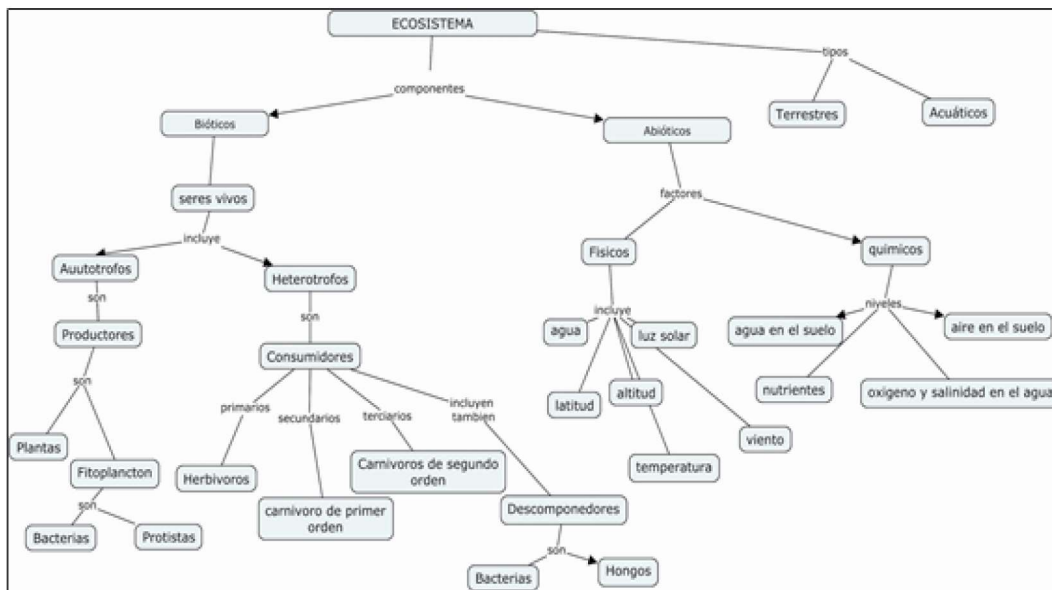 ECOSISTEMA
tipos
componentes
Terrestres
Acuáticos
Bióticos
Abióticos
seres vivos
factores
incluye
Fisicos
quimicos
Auutotrofos
Heterotrofos
son
son
incluye
niveles
Productores
agua
luz solar
agua en el suelo
aire en el suelo
Consumidores
son
nutrientes
oxigeno y salinidad en el agua
latitud
altitud
primarios
secundarios
terciarios
incluyen
tambien
viento
Plantas
Fitoplancton
Herbivoros
Carnivoros de segundo
orden
temperatura
son
carnivoro de primer
orden
Descomponedores
Bacterias
Protistas
son
Bacterias
Hongos